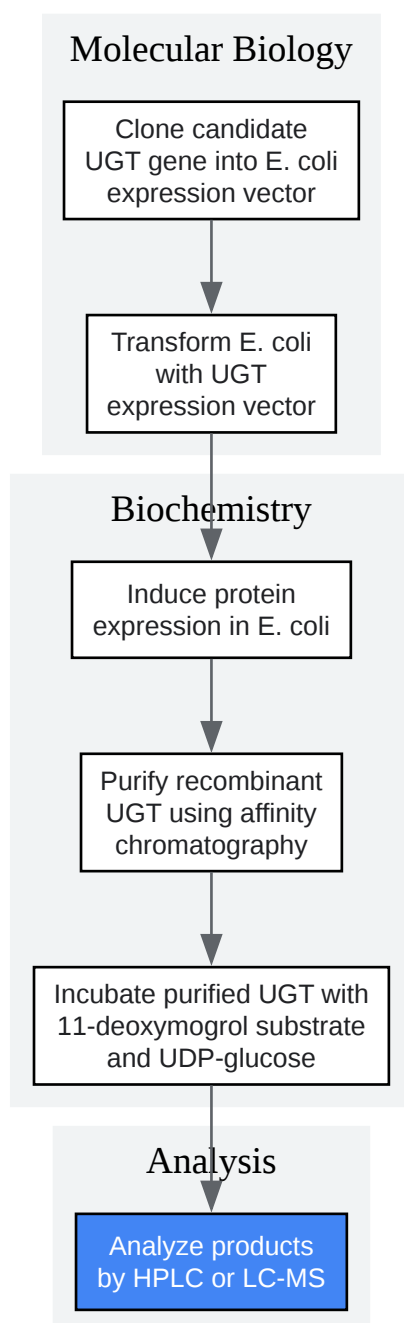 Molecular Biology
Clone candidate
UGT gene into E. coli
expression vector
Transform E. coli
with UGT
expression vector
Biochemistry
Induce protein
expression in E. coli
Purify recombinant
UGT using affinity
chromatography
Incubate purified UGT with
11-deoxymogrol substrate
and UDP-glucose
Analysis
Analyze products
by HPLC or LC-MS